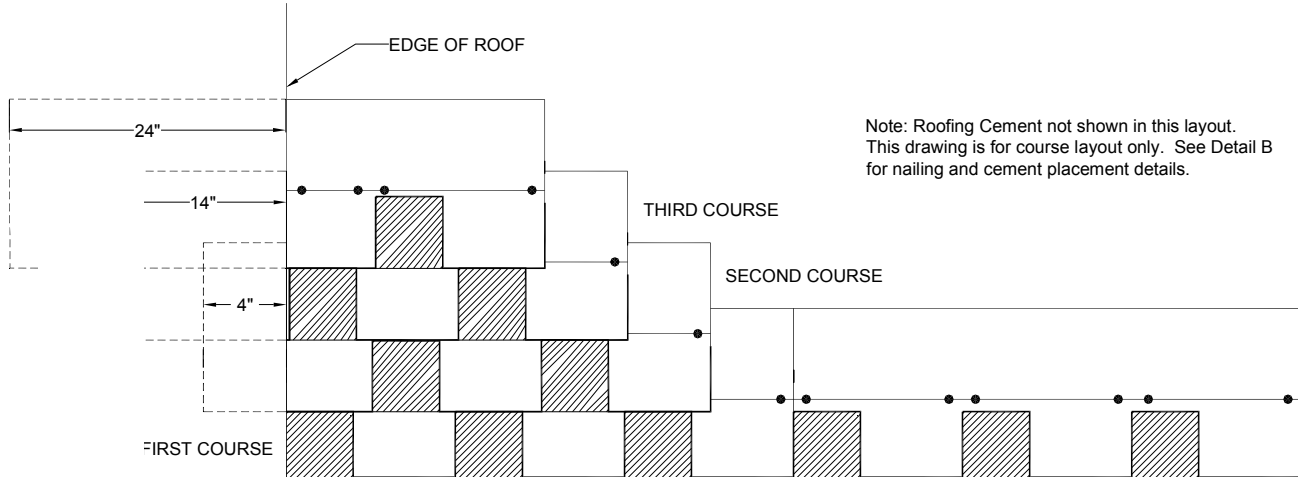 EDGE OF ROOF
24"
Note: Roofing Cement not shown in this layout.
This drawing is for course layout only. See Detail B
for nailing and cement placement details.
14"
THIRD COURSE
SECOND COURSE
4"
FIRST COURSE